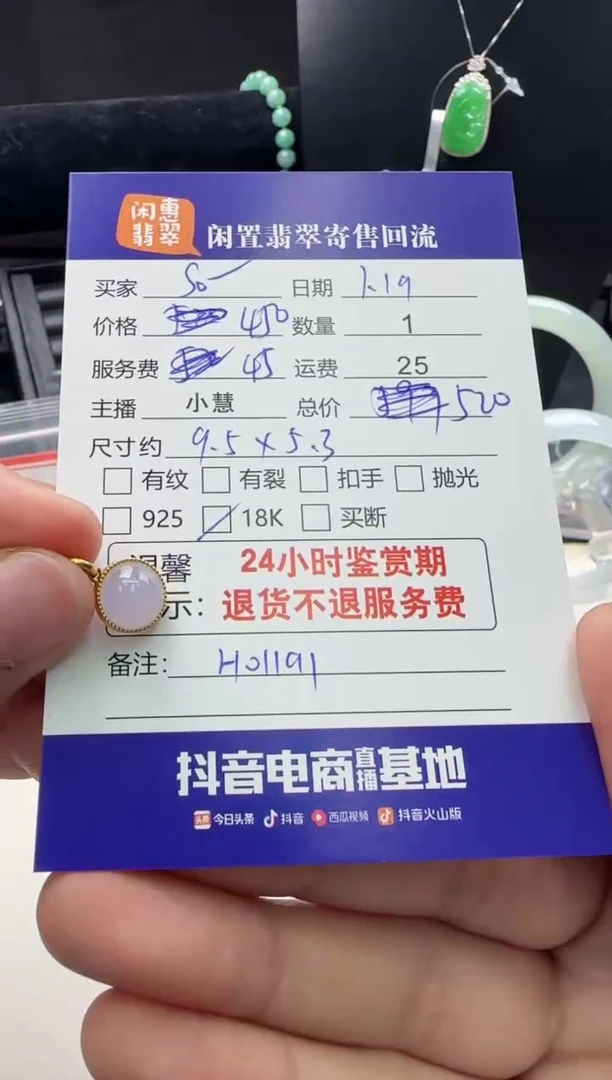 闲惠翡翠 闲置翡翠寄售回流
买家 So 日期 1.19
价格 450 数量 1
服务费 45 运费 25
主播 小慧 总价 520
尺寸约 9.5×5.3
有纹 有裂 扣手 抛光
925 18K 买断
馨 24小时鉴赏期
示: 退货不退服务费
备注: H01191
抖音电商直播基地
头条 今日头条 抖音 西瓜视频 抖音火山版